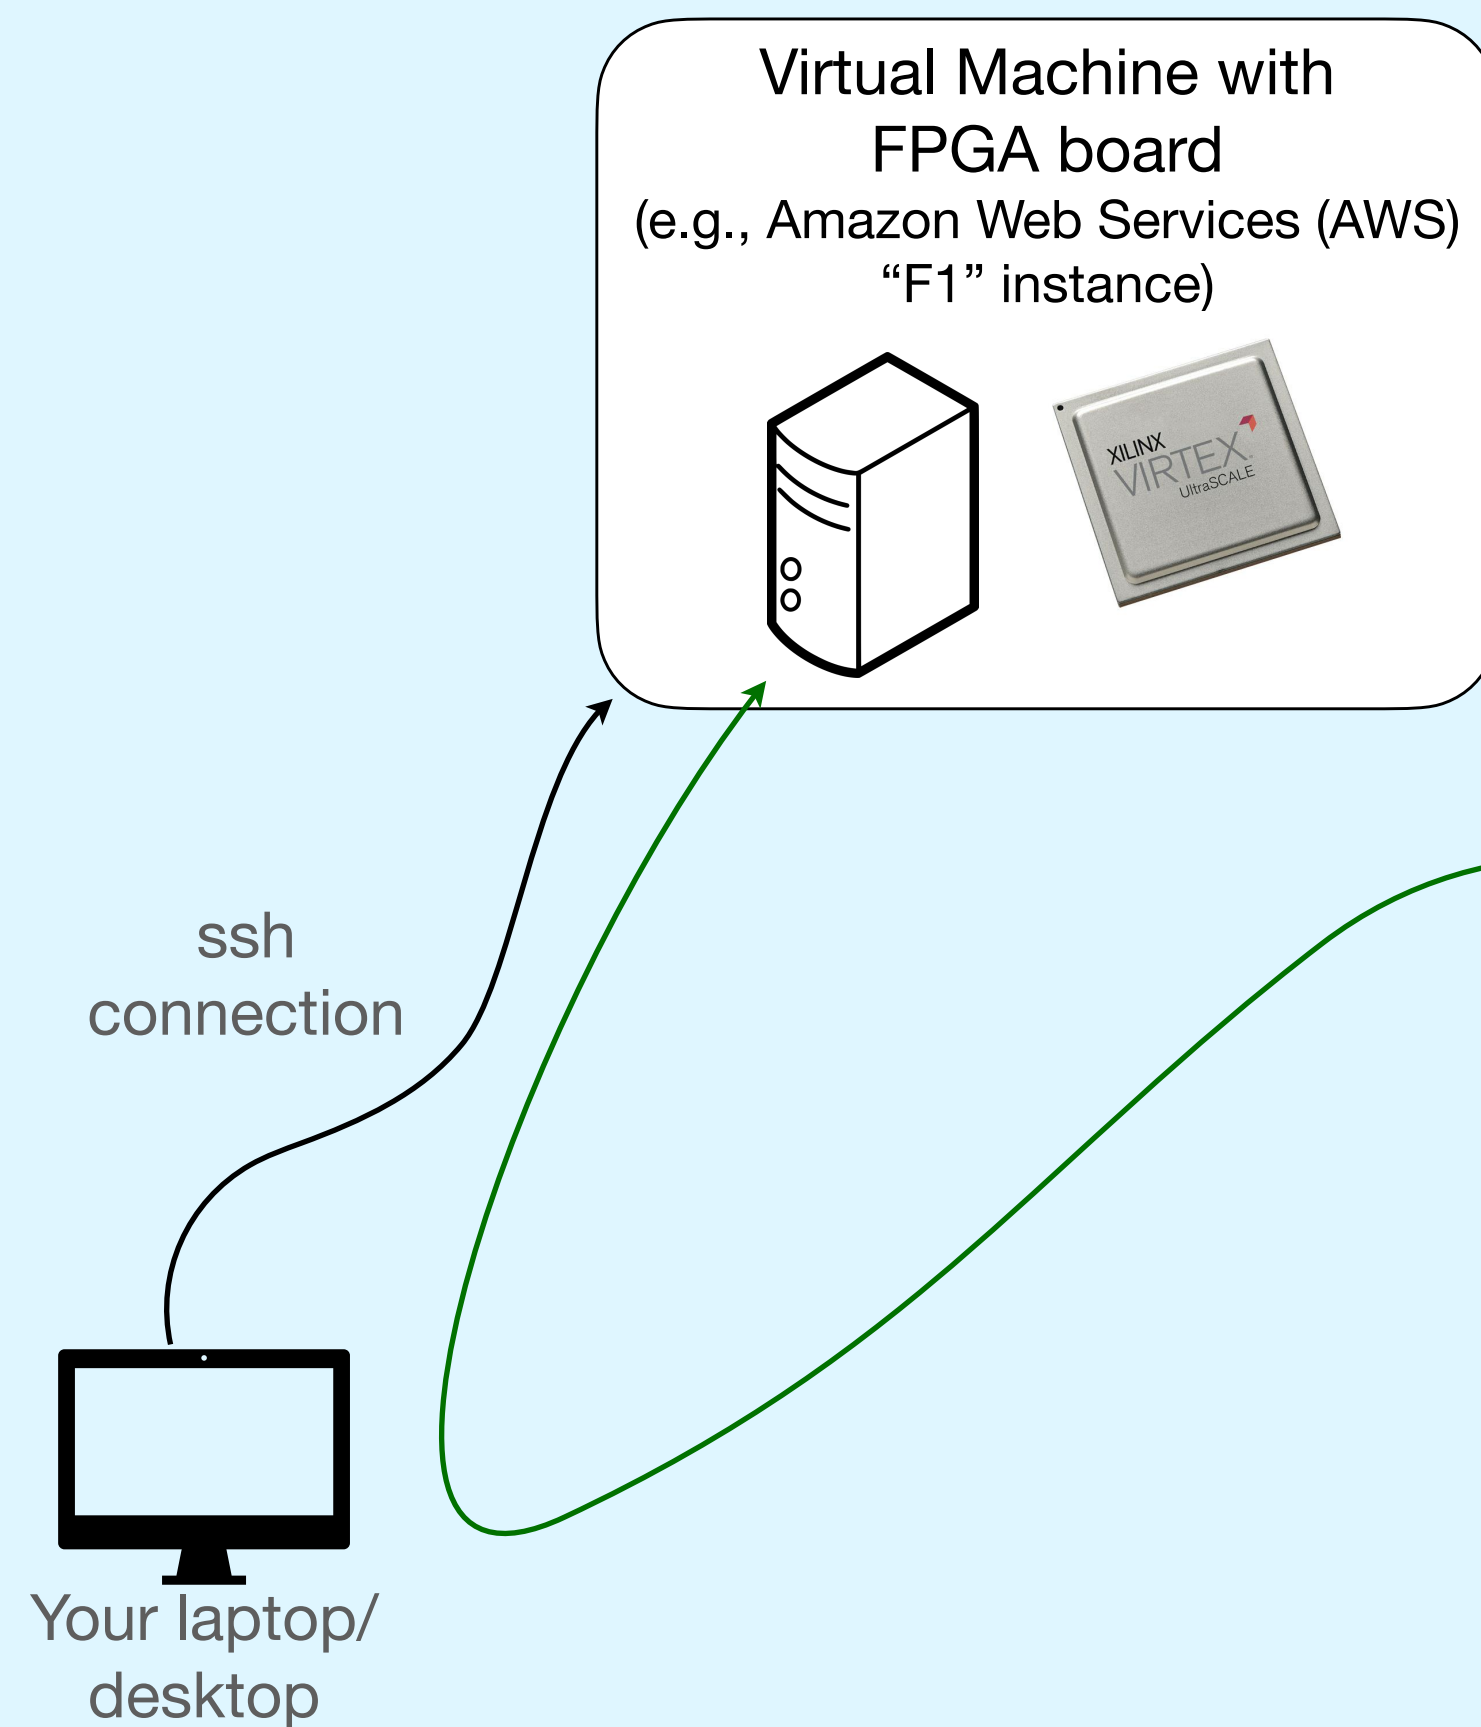 Virtual Machine with
FPGA board
(e.g., Amazon Web Services (AWS)
“F1” instance)
XILINX
VIRTEX.
UltraSCALE
ssh
connection
Your laptop/
desktop